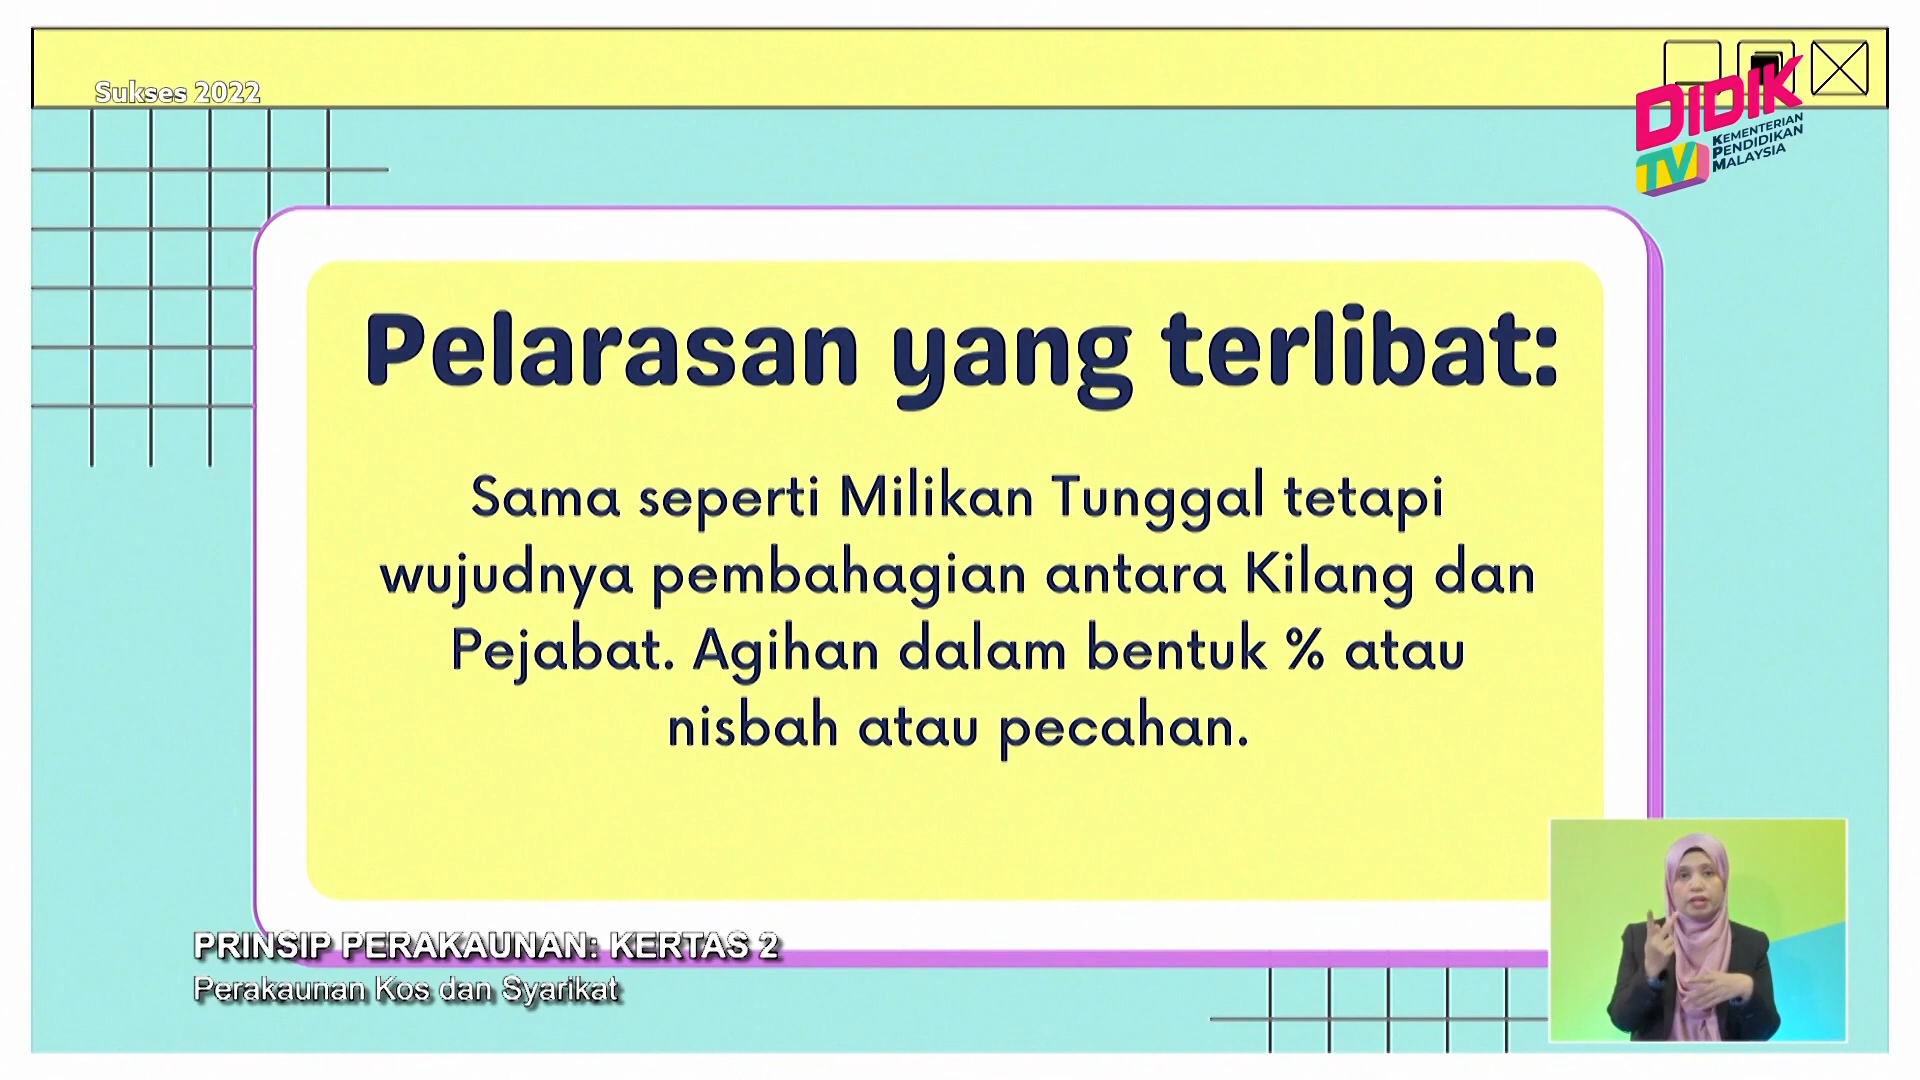 Sukses 2022
DIDIK
TV
KEMENTERIAN
PENDIDIKAN
MALAYSIA
Pelarasan yang terlibat:
Sama seperti Milikan Tunggal tetapi
wujudnya pembahagian antara Kilang dan
Pejabat. Agihan dalam bentuk % atau
nisbah atau pecahan.
PRINSIP PERAKAUNAN: KERTAS 2
Perakaunan Kos dan Syarikat